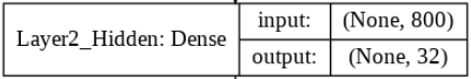 Layer2_Hidden: Dense
input: (None, 800)
output: (None, 32)